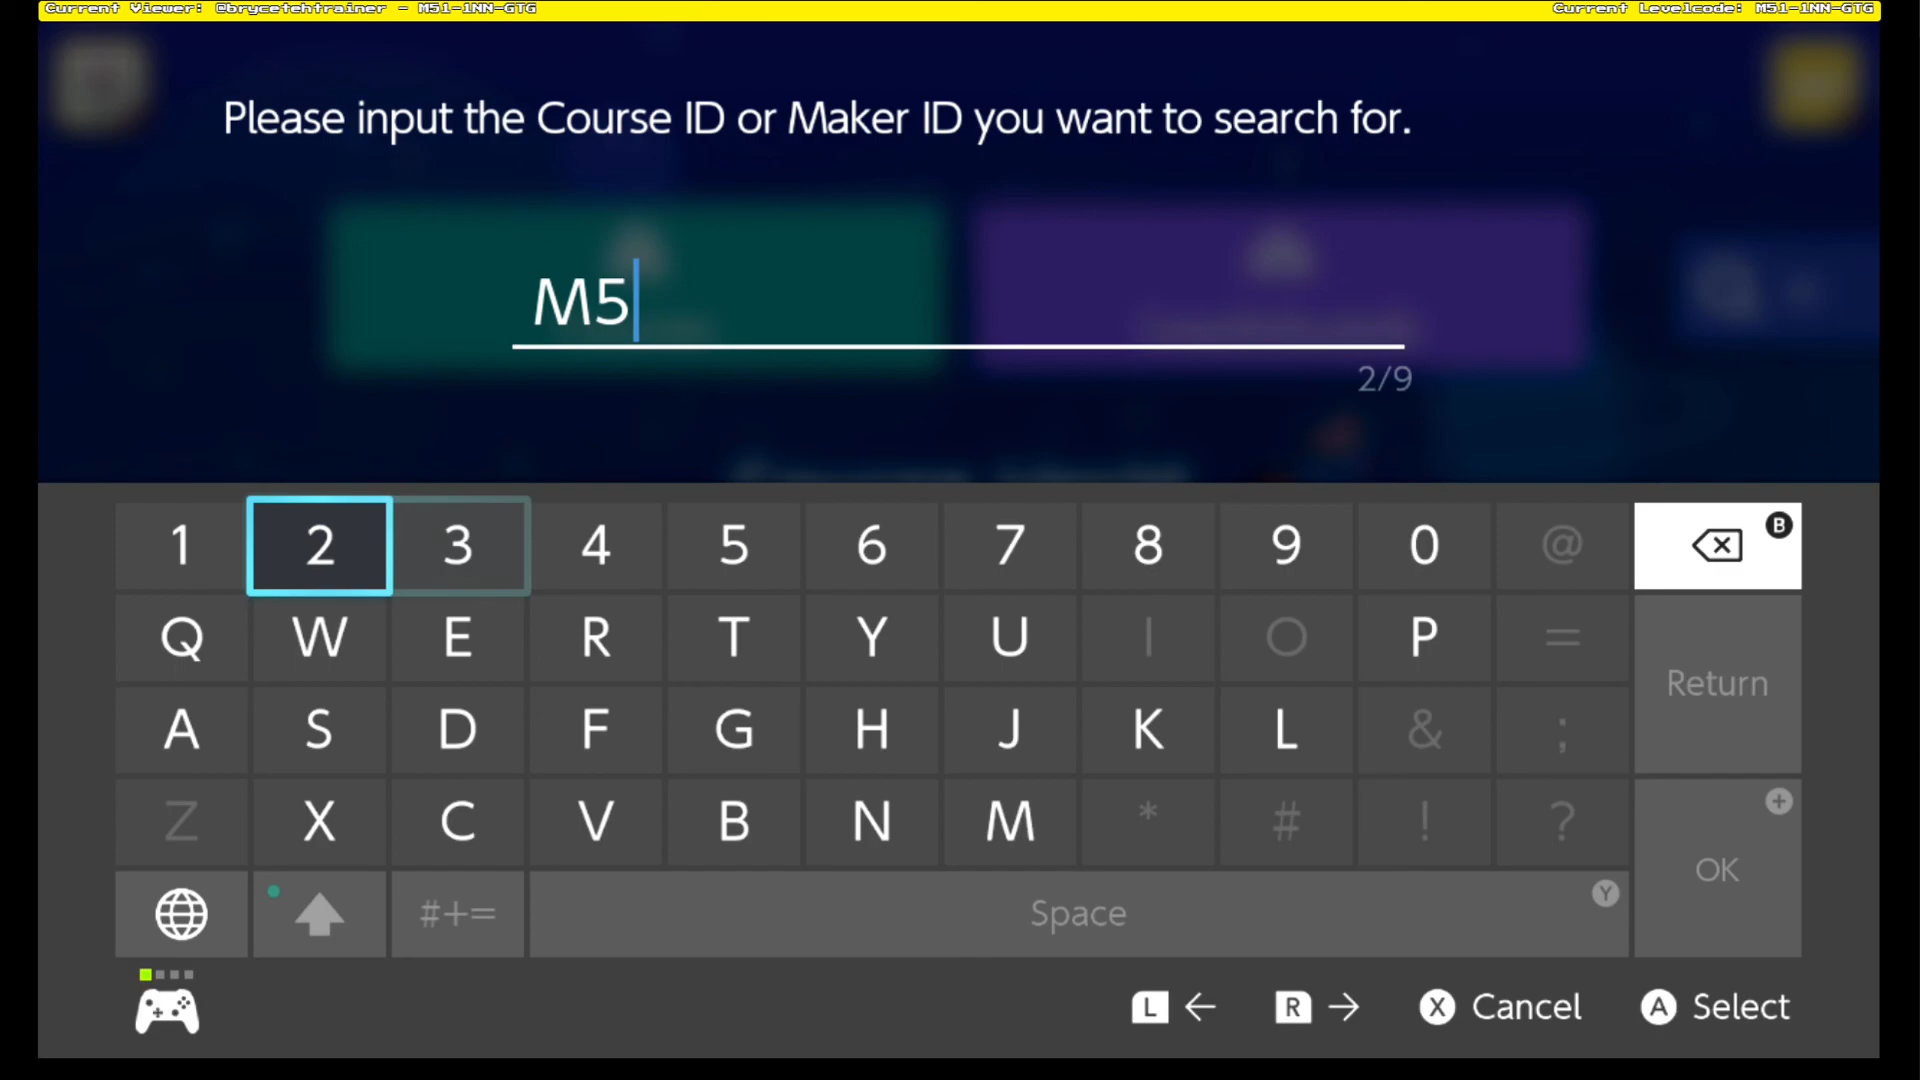 Current Viewer: @brycetehtrainer - M51-1NN-GTG
Current Levelcode: M51-1NN-GTG
Please input the Course ID or Maker ID you want to search for.
M5
2/9
1 2 3 4 5 6 7 8 9 0 @ B
Q W E R T Y U I O P =
Return
A S D F G H J K L & ;
Z X C V B N M * # ! ? +
OK
#+= Space Y
L ← R → X Cancel A Select